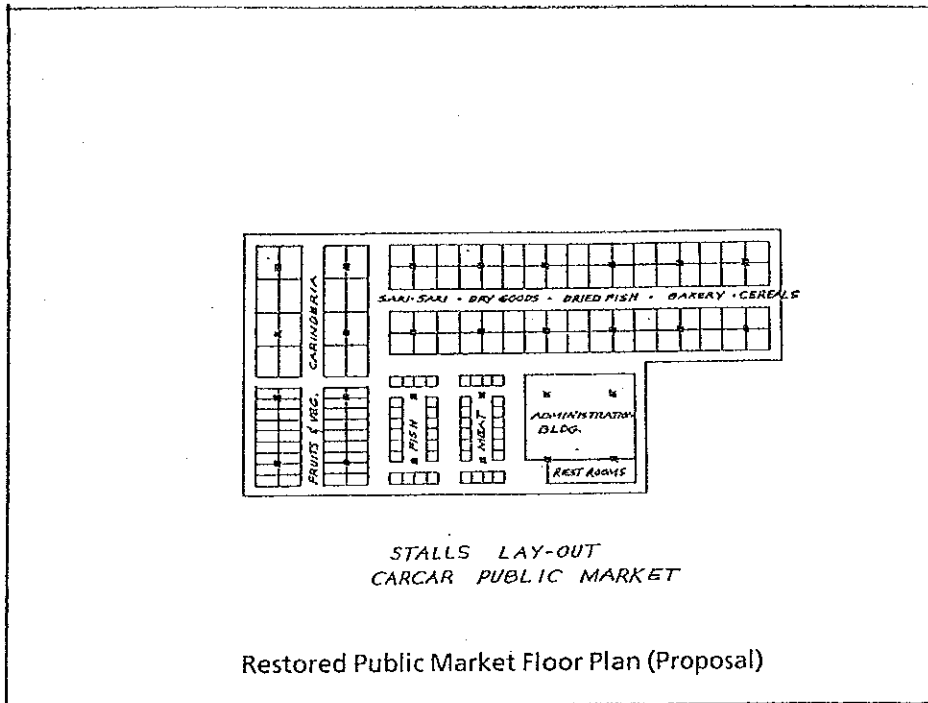 SARI-SARI • DRY GOODS • DRIED FISH • BAKERY • CEREALS
CARINDERIA
FRUITS & VEG.
FISH
MEAT
ADMINISTRATION
BLDG.
REST ROOMS
STALLS LAY-OUT
CARCAR PUBLIC MARKET
Restored Public Market Floor Plan (Proposal)